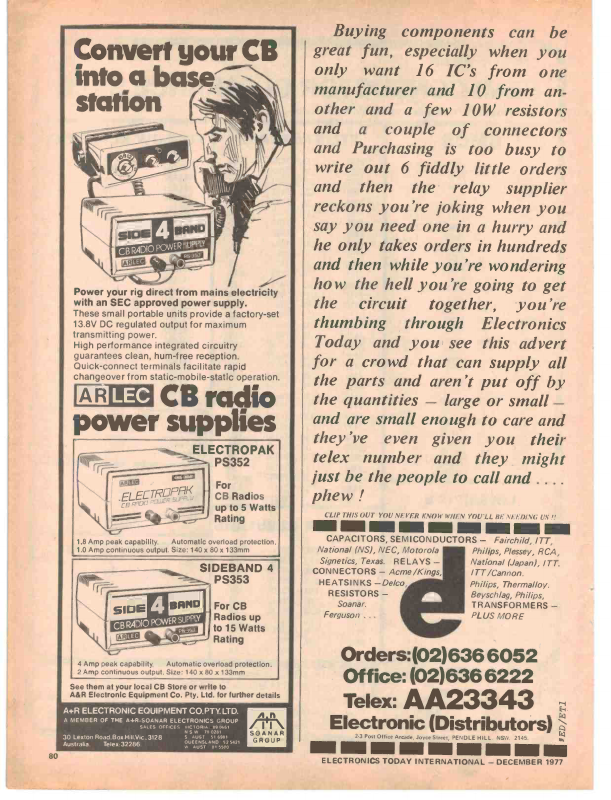 Convert your CB
into a base
station
SIDE 4 BAND
CB RADIO POWER SUPPLY
ARLEC
Power your rig direct from mains electricity
with an SEC approved power supply.
These small portable units provide a factory-set
13.8V DC regulated output for maximum
transmitting power.
High performance integrated circuitry
guarantees clean, hum-free reception.
Quick-connect terminals facilitate rapid
changeover from static-mobile-static operation.
ARLEC CB radio
power supplies
ELECTROPAK
PS352
For
CB Radios
up to 5 Watts
Rating
ARLEC
ELECTROPAK
CB RADIO POWER SUPPLY
1.8 Amp peak capability. Automatic overload protection.
1.0 Amp continuous output. Size: 140 x 80 x 133mm
SIDEBAND 4
PS353
For CB
Radios up
to 15 Watts
Rating
SIDE 4 BAND
CB RADIO POWER SUPPLY
ARLEC
4 Amp peak capability. Automatic overload protection.
2 Amp continuous output. Size: 140 x 80 x 133mm
See them at your local CB Store or write to
A&R Electronic Equipment Co. Pty. Ltd. for further details
A+R ELECTRONIC EQUIPMENT CO.PTY.LTD.
A MEMBER OF THE A+R-SOANAR ELECTRONICS GROUP
SALES OFFICES VICTORIA
N.S.W.
S. AUST
QUEENSLAND
W. AUST
30 Lexton Road, Box Hill, Vic., 3128
Australia Telex 32286
A+R
SOANAR
GROUP
Buying components can be
great fun, especially when you
only want 16 IC's from one
manufacturer and 10 from an-
other and a few 10W resistors
and a couple of connectors
and Purchasing is too busy to
write out 6 fiddly little orders
and then the relay supplier
reckons you're joking when you
say you need one in a hurry and
he only takes orders in hundreds
and then while you're wondering
how the hell you're going to get
the circuit together, you're
thumbing through Electronics
Today and you see this advert
for a crowd that can supply all
the parts and aren't put off by
the quantities — large or small —
and are small enough to care and
they've even given you their
telex number and they might
just be the people to call and ....
phew !
CLIP THIS OUT YOU NEVER KNOW WHEN YOU'LL BE NEEDING US !!
CAPACITORS, SEMICONDUCTORS — Fairchild, ITT,
National (NS), NEC, Motorola Philips, Plessey, RCA,
Signetics, Texas. RELAYS — National (Japan), ITT.
CONNECTORS — Acme/Kings, ITT/Cannon.
HEATSINKS — Delco Philips, Thermalloy.
RESISTORS — Beyschlag, Philips,
Soanar. TRANSFORMERS —
Ferguson ... PLUS MORE
ed
Orders:(02)636 6052
Office: (02)636 6222
Telex: AA23343
Electronic (Distributors)
2-3 Post Office Arcade, Joyce Street, PENDLE HILL. NSW. 2145.
#ED/ETI
80
ELECTRONICS TODAY INTERNATIONAL — DECEMBER 1977